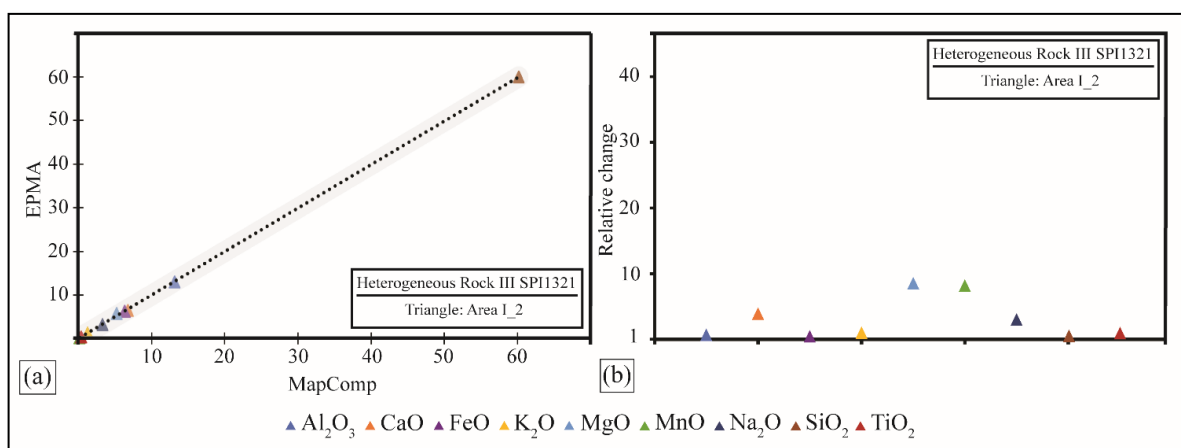 60
50
40
30
20
10
EPMA
Heterogeneous Rock III SPI1321
Triangle: Area I_2
10 20 30 40 50 60
MapComp
(a)
Heterogeneous Rock III SPI1321
Triangle: Area I_2
40
30
20
10
1
Relative change
(b)
Al₂O₃ CaO FeO K₂O MgO MnO Na₂O SiO₂ TiO₂